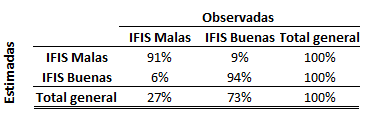 Observadas
IFIS Malas IFIS Buenas Total general
IFIS Malas 91% 9% 100%
IFIS Buenas 6% 94% 100%
Total general 27% 73% 100%
Estimadas